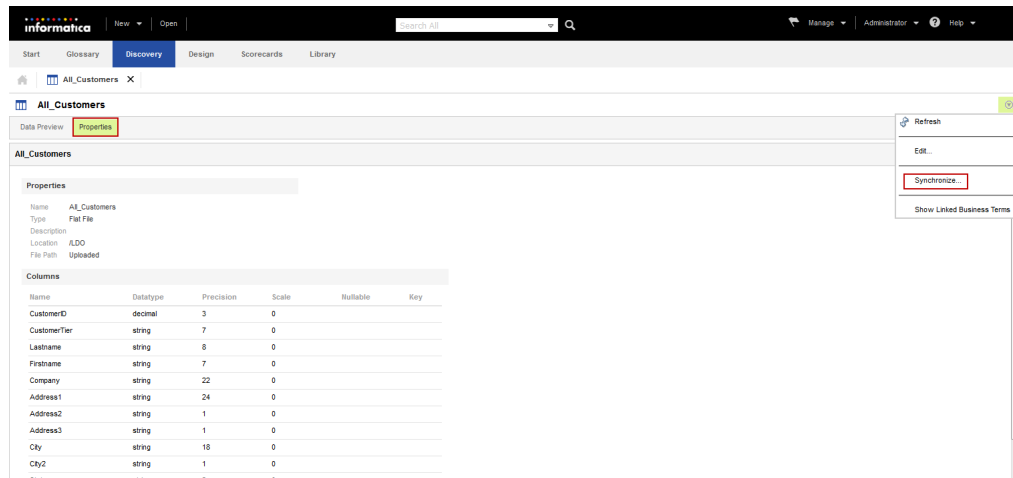 informatica New Open Search All Manage Administrator ? Help
Start Glossary Discovery Design Scorecards Library
All_Customers X
All_Customers
Data Preview Properties
Refresh
Edit...
Synchronize...
Show Linked Business Terms
All_Customers
Properties
Name All_Customers
Type Flat File
Description
Location /LDO
File Path Uploaded
Columns
Name Datatype Precision Scale Nullable Key
CustomerID decimal 3 0
CustomerTier string 7 0
Lastname string 8 0
Firstname string 7 0
Company string 22 0
Address1 string 24 0
Address2 string 1 0
Address3 string 1 0
City string 18 0
City2 string 1 0